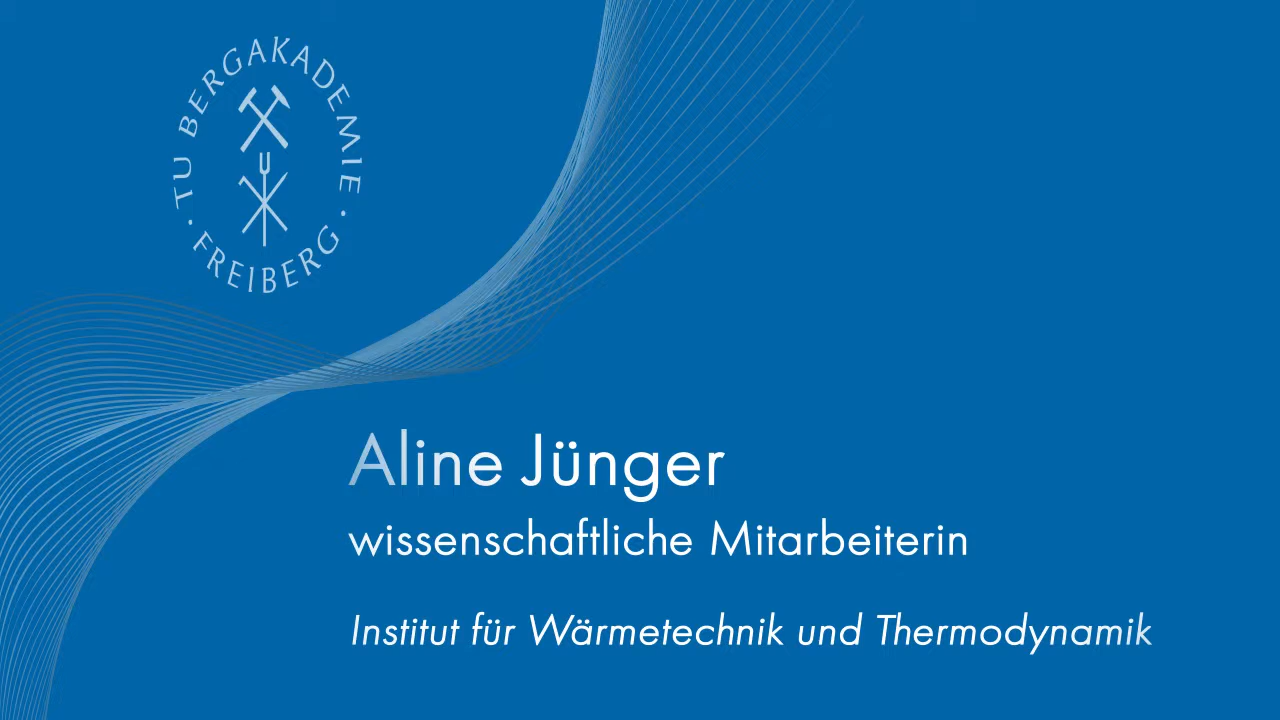 TU BERGAKADEMIE
· FREIBERG ·
Aline Jünger
wissenschaftliche Mitarbeiterin
Institut für Wärmetechnik und Thermodynamik